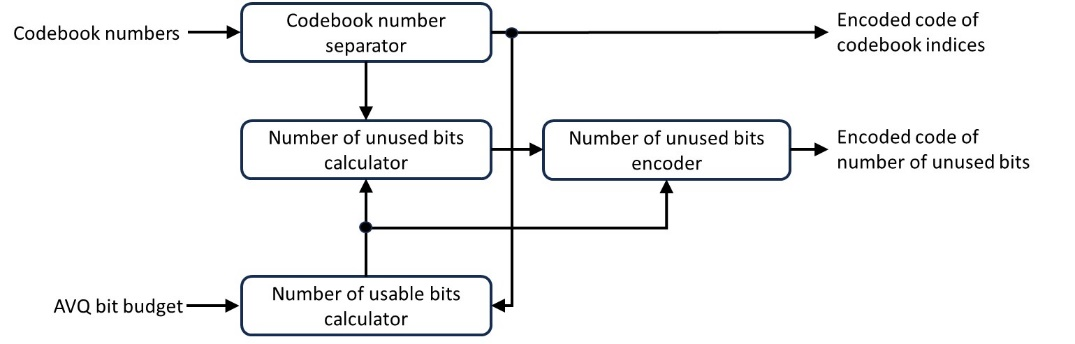 Codebook numbers
Codebook number
separator
Encoded code of
codebook indices
Number of unused bits
calculator
Number of unused bits
encoder
Encoded code of
number of unused bits
AVQ bit budget
Number of usable bits
calculator